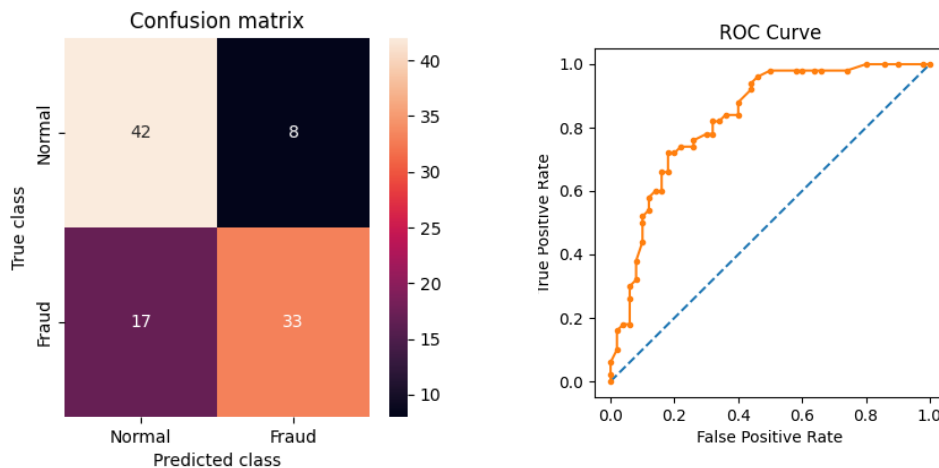 Confusion matrix
Normal
42
8
Fraud
17
33
True class
Normal
Fraud
Predicted class
40
35
30
25
20
15
10
ROC Curve
True Positive Rate
1.0
0.8
0.6
0.4
0.2
0.0
0.0
0.2
0.4
0.6
0.8
1.0
False Positive Rate